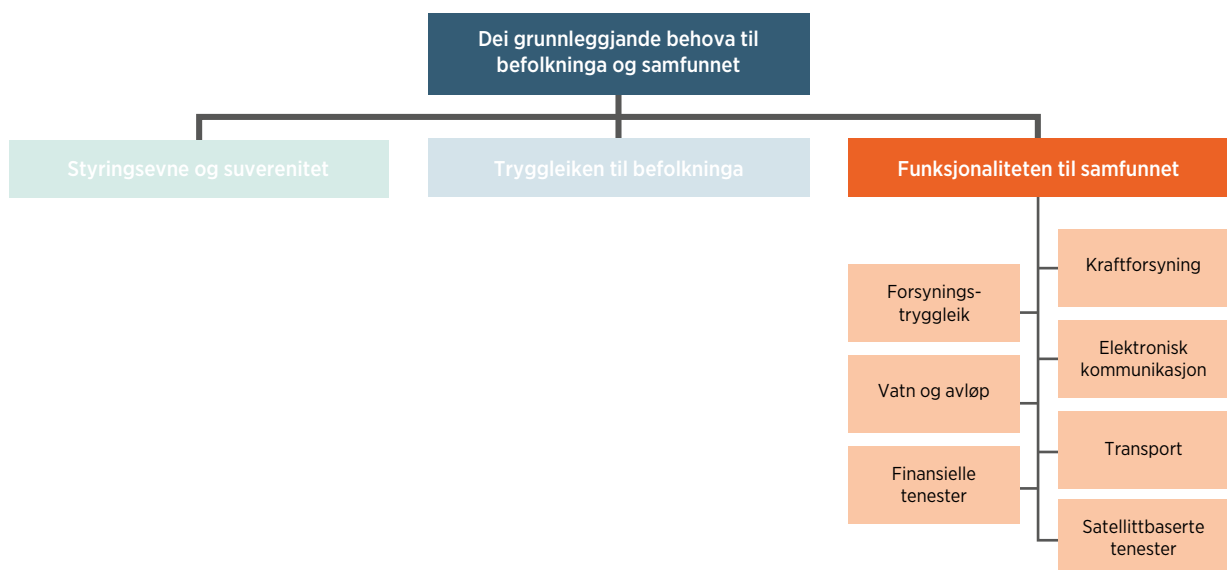 Dei grunnleggjande behova til
befolkninga og samfunnet
Styringsevne og suverenitet
Tryggleiken til befolkninga
Funksjonaliteten til samfunnet
Forsynings-
tryggleik
Vatn og avløp
Finansielle
tenester
Kraftforsyning
Elektronisk
kommunikasjon
Transport
Satellittbaserte
tenester